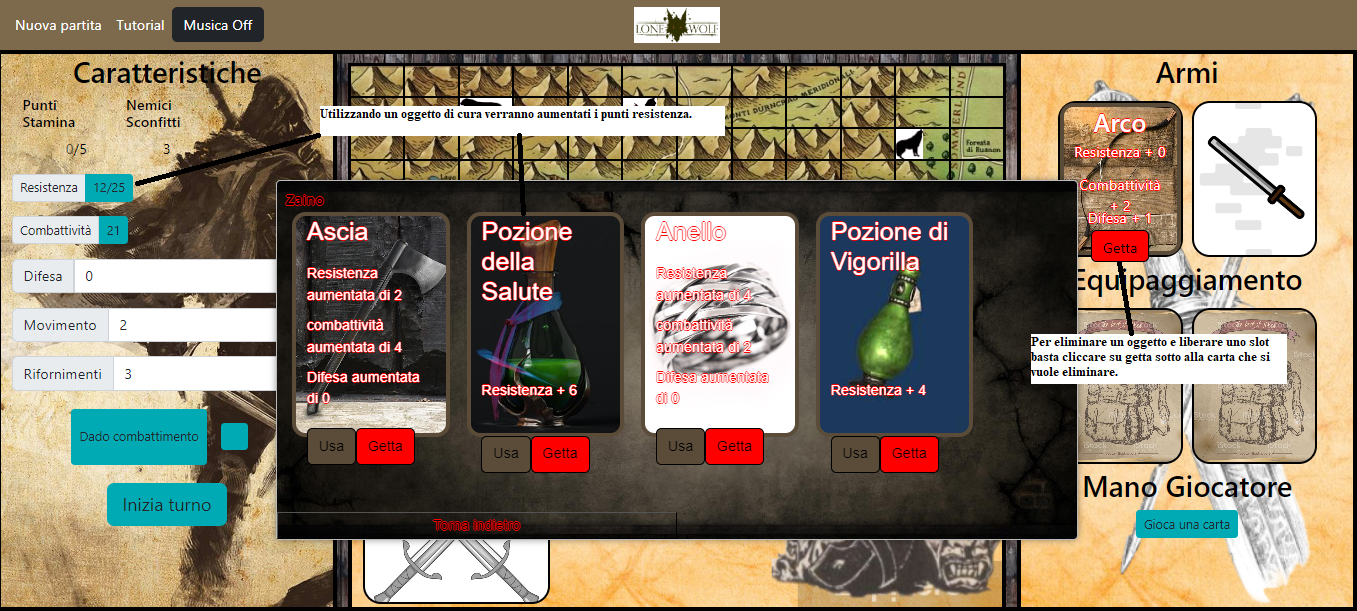 Nuova partita
Tutorial
Musica Off
LONE WOLF
Caratteristiche
Punti
Stamina
Nemici
Sconfitti
0/5
3
Resistenza
12/25
Combattività
21
Difesa
0
Movimento
2
Rifornimenti
3
Dado combattimento
Inizia turno
Utilizzando un oggetto di cura verranno aumentati i punti resistenza.
MONTI DURNCRAG MERIDIONALI
Foresta
di Ruanon
Zaino
Ascia
Resistenza
aumentata di 2
combattività
aumentata di 4
Difesa aumentata
di 0
Usa
Getta
Pozione
della
Salute
Resistenza + 6
Usa
Getta
Anello
Resistenza
aumentata di 4
combattività
aumentata di 2
Difesa aumentata
di 0
Usa
Getta
Pozione di
Vigorilla
Resistenza + 4
Usa
Getta
Torna indietro
Armi
Arco
Resistenza + 0
Combattività
+ 2
Difesa + 1
Getta
Equipaggiamento
Per eliminare un oggetto e liberare uno slot
basta cliccare su getta sotto alla carta che si
vuole eliminare.
Mano Giocatore
Gioca una carta